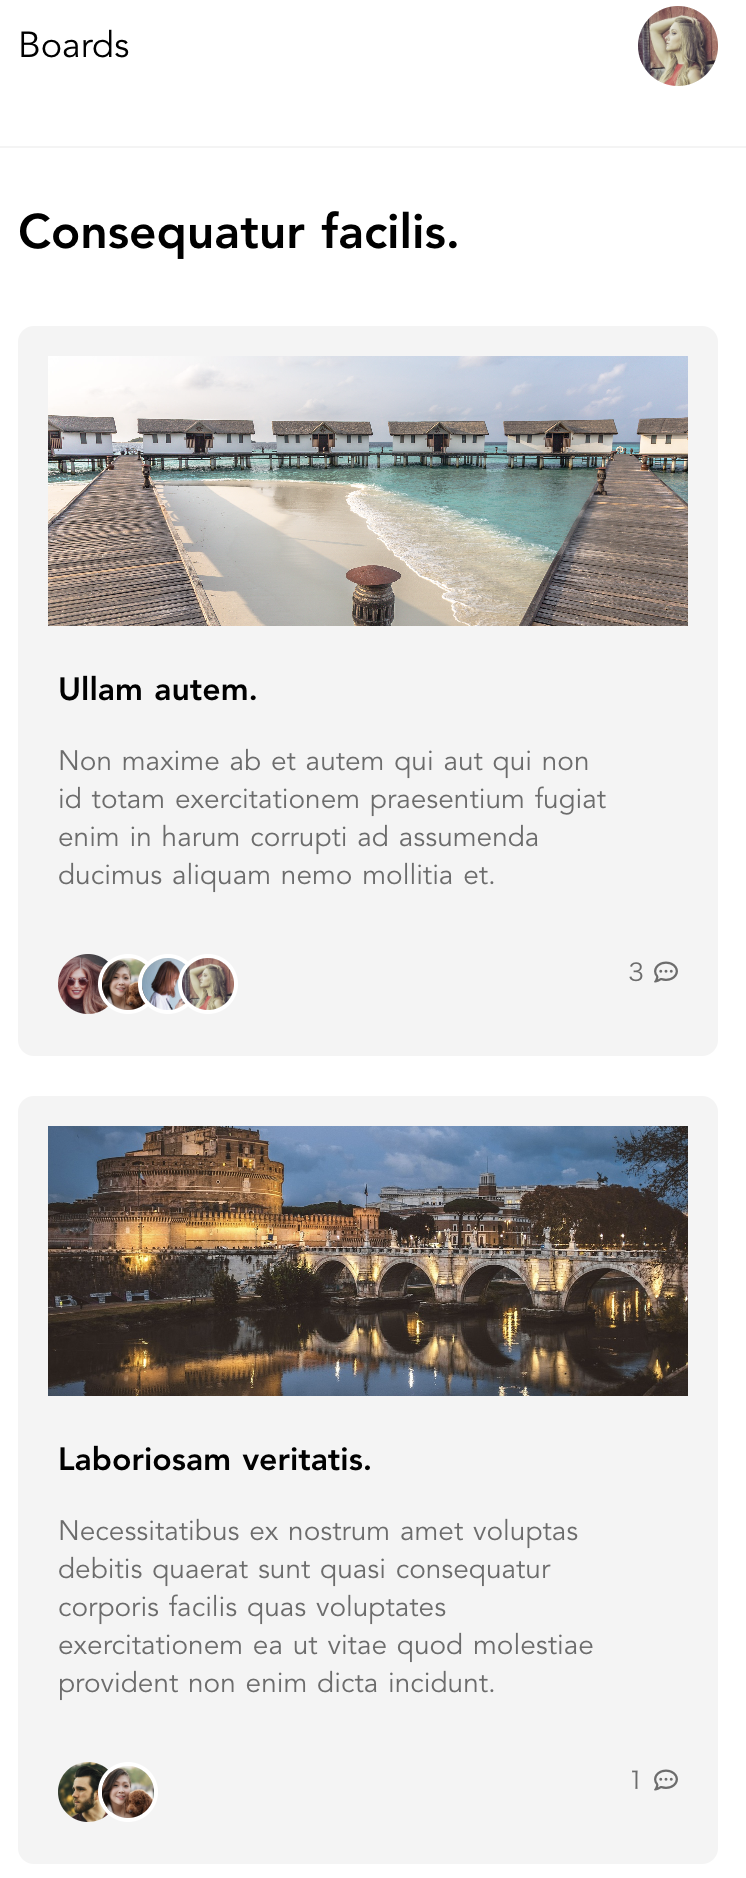 Boards
Consequatur facilis.
Ullam autem.
Non maxime ab et autem qui aut qui non
id totam exercitationem praesentium fugiat
enim in harum corrupti ad assumenda
ducimus aliquam nemo mollitia et.
3
Laboriosam veritatis.
Necessitatibus ex nostrum amet voluptas
debitis quaerat sunt quasi consequatur
corporis facilis quas voluptates
exercitationem ea ut vitae quod molestiae
provident non enim dicta incidunt.
1